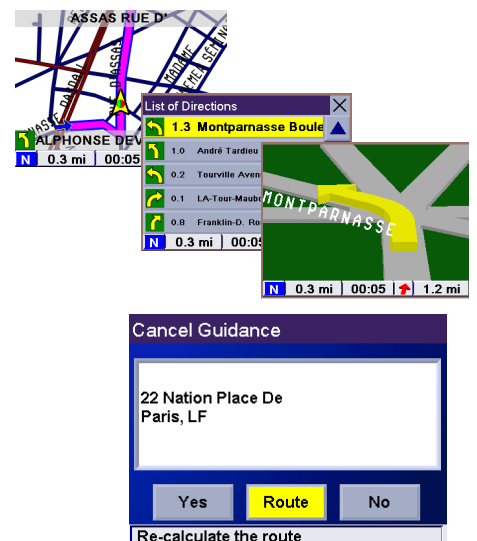 ASSAS RUE D'
D'ASSAS
MADAME
NASSE
ALPHONSE DEV
N 0.3 mi 00:05
List of Directions
1.3 Montparnasse Boule
1.0 André Tardieu
0.2 Tourville Aven
0.1 LA-Tour-Maubo
0.8 Franklin-D. Ro
N 0.3 mi 00:05
MONTPARNASSE
N 0.3 mi 00:05 1.2 mi
Cancel Guidance
22 Nation Place De
Paris, LF
Yes Route No
Re-calculate the route